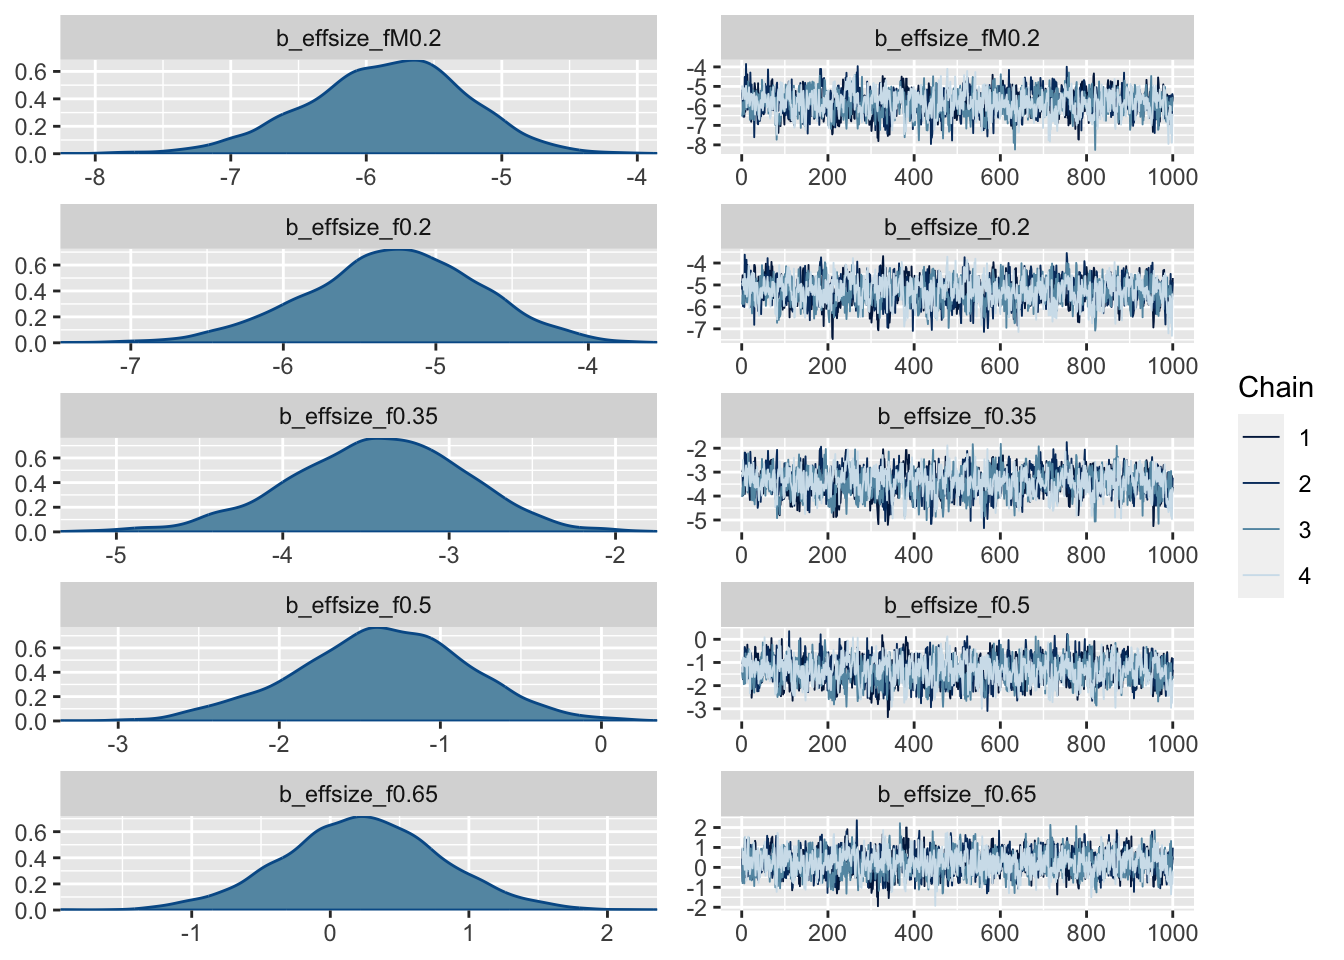 b_effsize_fM0.2
0.6
0.4
0.2
0.0
-8 -7 -6 -5 -4
b_effsize_fM0.2
-4
-5
-6
-7
-8
0 200 400 600 800 1000
b_effsize_f0.2
0.6
0.4
0.2
0.0
-7 -6 -5 -4
b_effsize_f0.2
-4
-5
-6
-7
0 200 400 600 800 1000
b_effsize_f0.35
0.6
0.4
0.2
0.0
-5 -4 -3 -2
b_effsize_f0.35
-2
-3
-4
-5
0 200 400 600 800 1000
b_effsize_f0.5
0.6
0.4
0.2
0.0
-3 -2 -1 0
b_effsize_f0.5
0
-1
-2
-3
0 200 400 600 800 1000
b_effsize_f0.65
0.6
0.4
0.2
0.0
-1 0 1 2
b_effsize_f0.65
2
1
0
-1
-2
0 200 400 600 800 1000
Chain
1
2
3
4